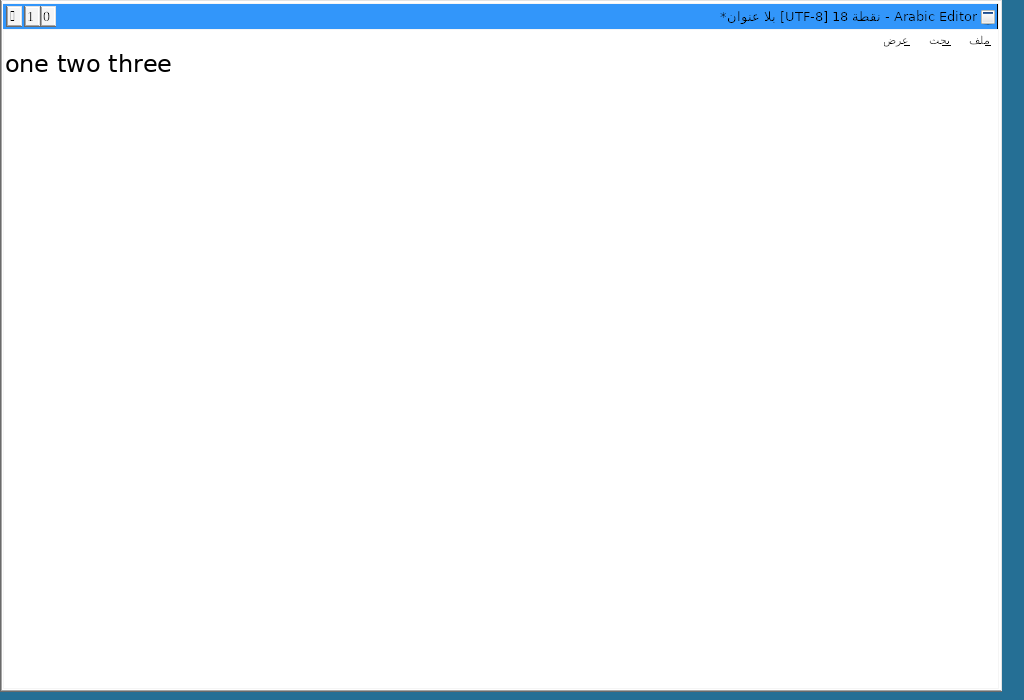 Arabic Editor - نقطة 18 [UTF-8] بلا عنوان*
ملف بحث عرض
one two three